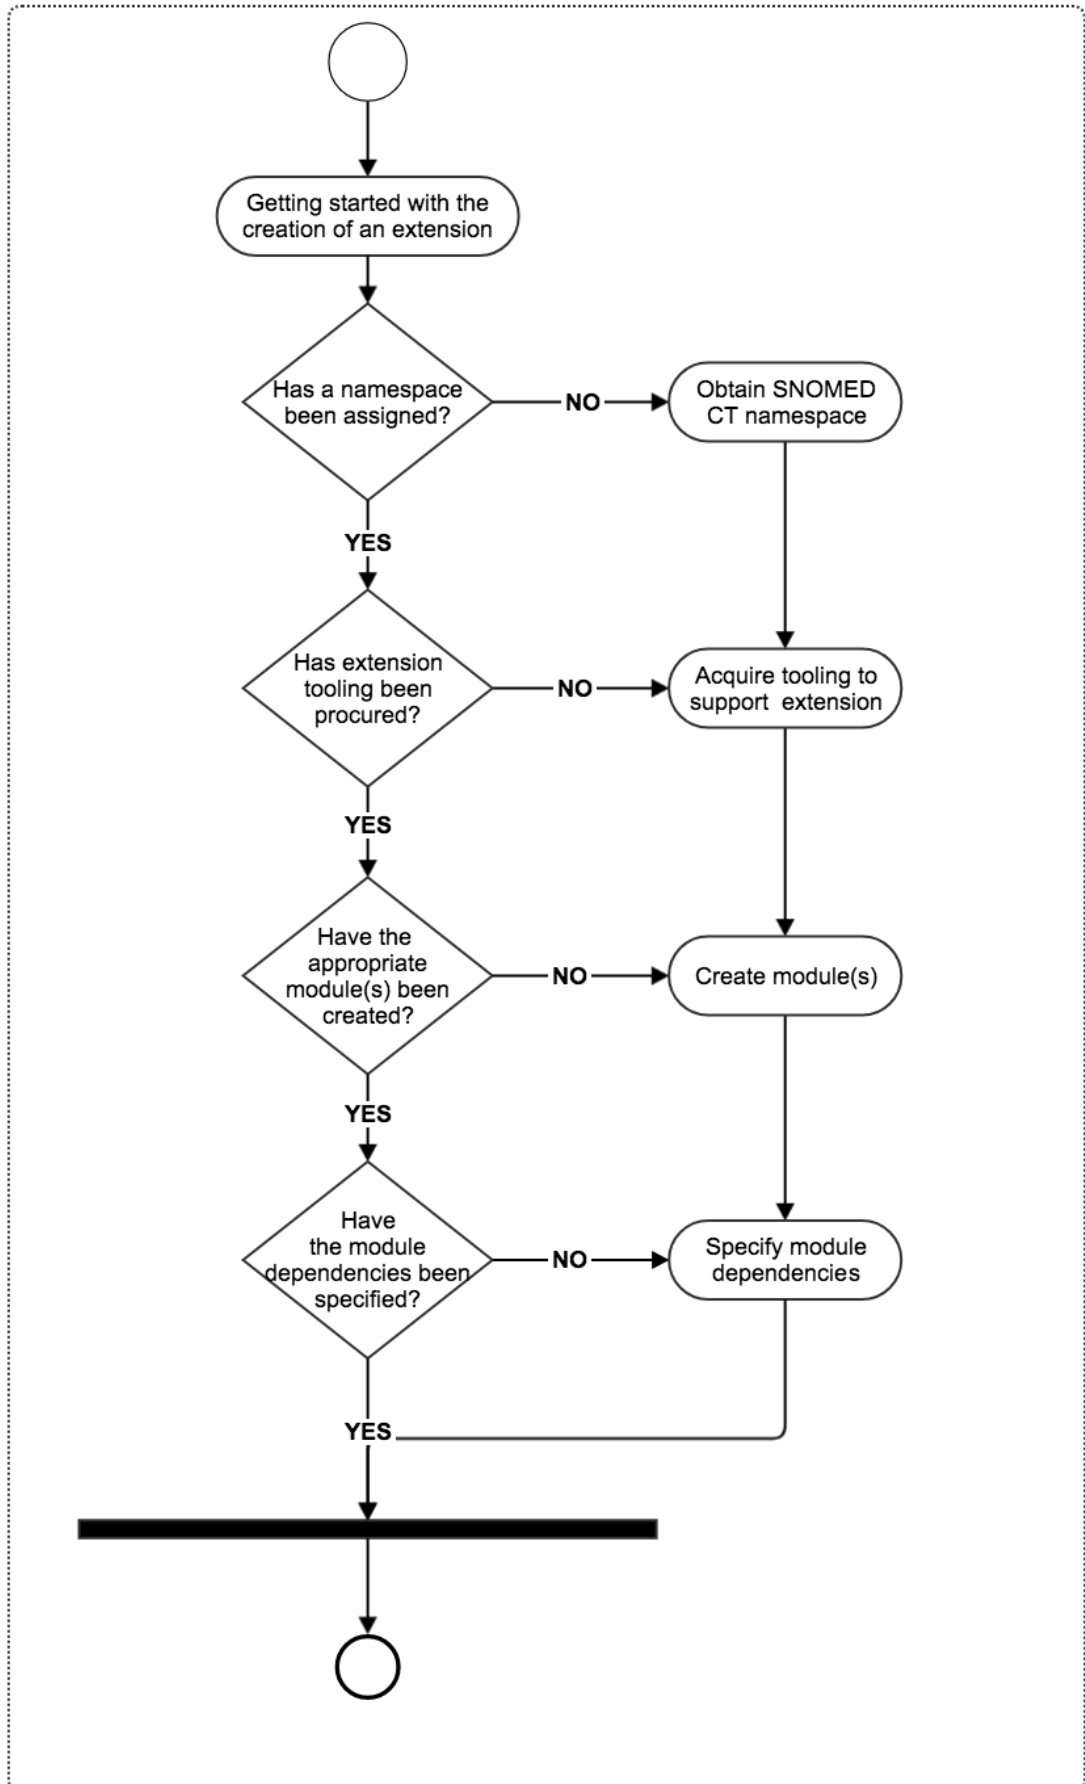 Getting started with the
creation of an extension
Has a namespace
been assigned?
NO
Obtain SNOMED
CT namespace
YES
Has extension
tooling been
procured?
NO
Acquire tooling to
support  extension
YES
Have the
appropriate
module(s) been
created?
NO
Create module(s)
YES
Have
the module
dependencies been
specified?
NO
Specify module
dependencies
YES